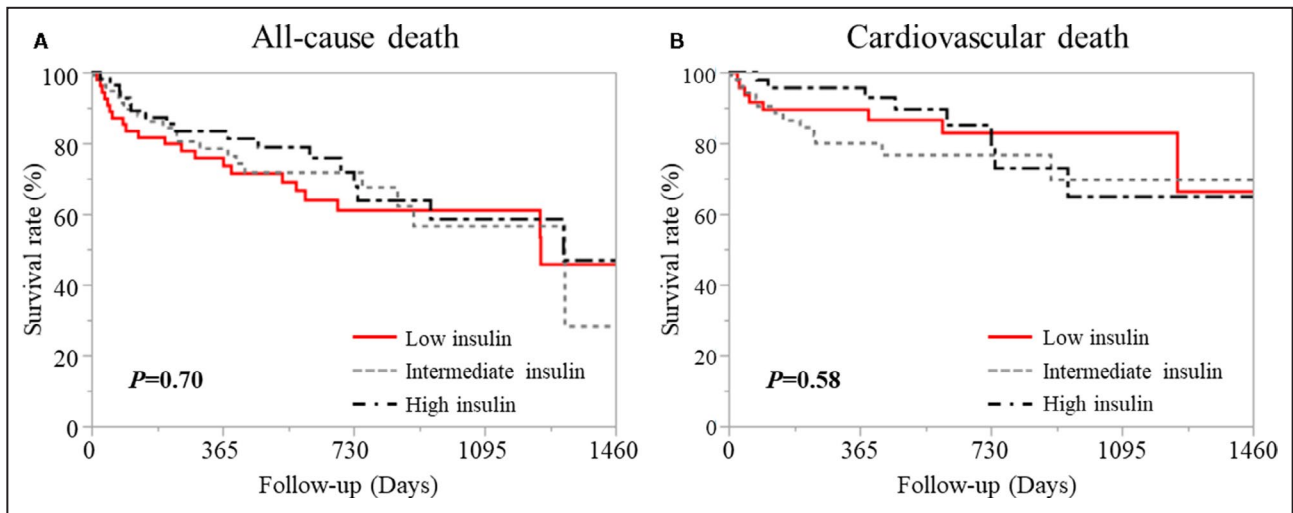 A
All-cause death
Survival rate (%)
100
80
60
40
20
0
0 365 730 1095 1460
Follow-up (Days)
P=0.70
Low insulin
Intermediate insulin
High insulin
B
Cardiovascular death
Survival rate (%)
100
80
60
40
20
0
0 365 730 1095 1460
Follow-up (Days)
P=0.58
Low insulin
Intermediate insulin
High insulin